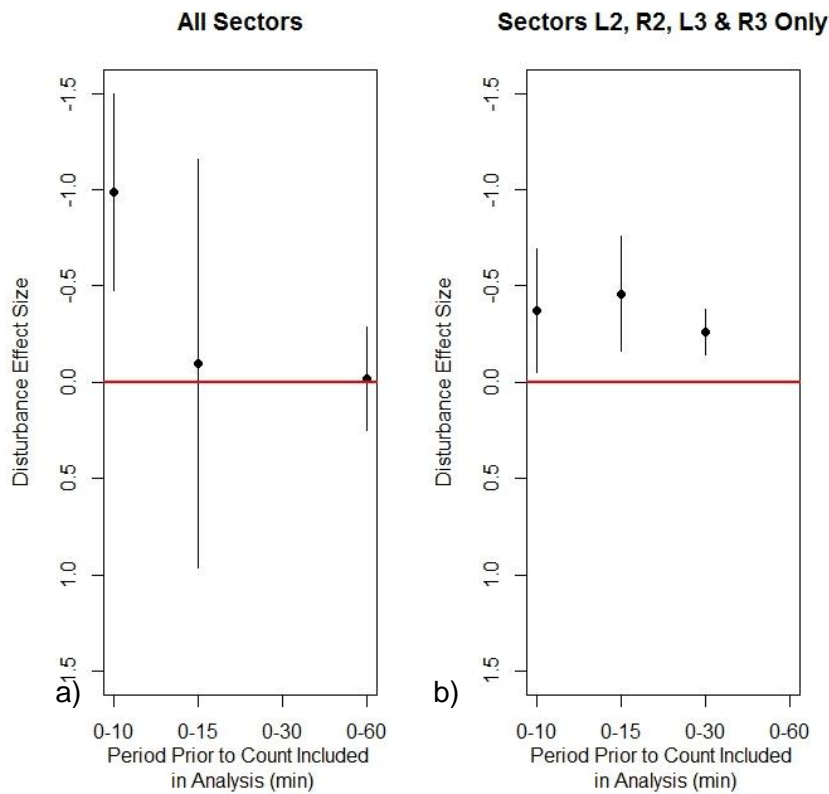 All Sectors
Disturbance Effect Size
-1.5
-1.0
-0.5
0.0
0.5
1.0
1.5
a)
0-10 0-15 0-30 0-60
Period Prior to Count Included
in Analysis (min)
Sectors L2, R2, L3 & R3 Only
Disturbance Effect Size
-1.5
-1.0
-0.5
0.0
0.5
1.0
1.5
b)
0-10 0-15 0-30 0-60
Period Prior to Count Included
in Analysis (min)